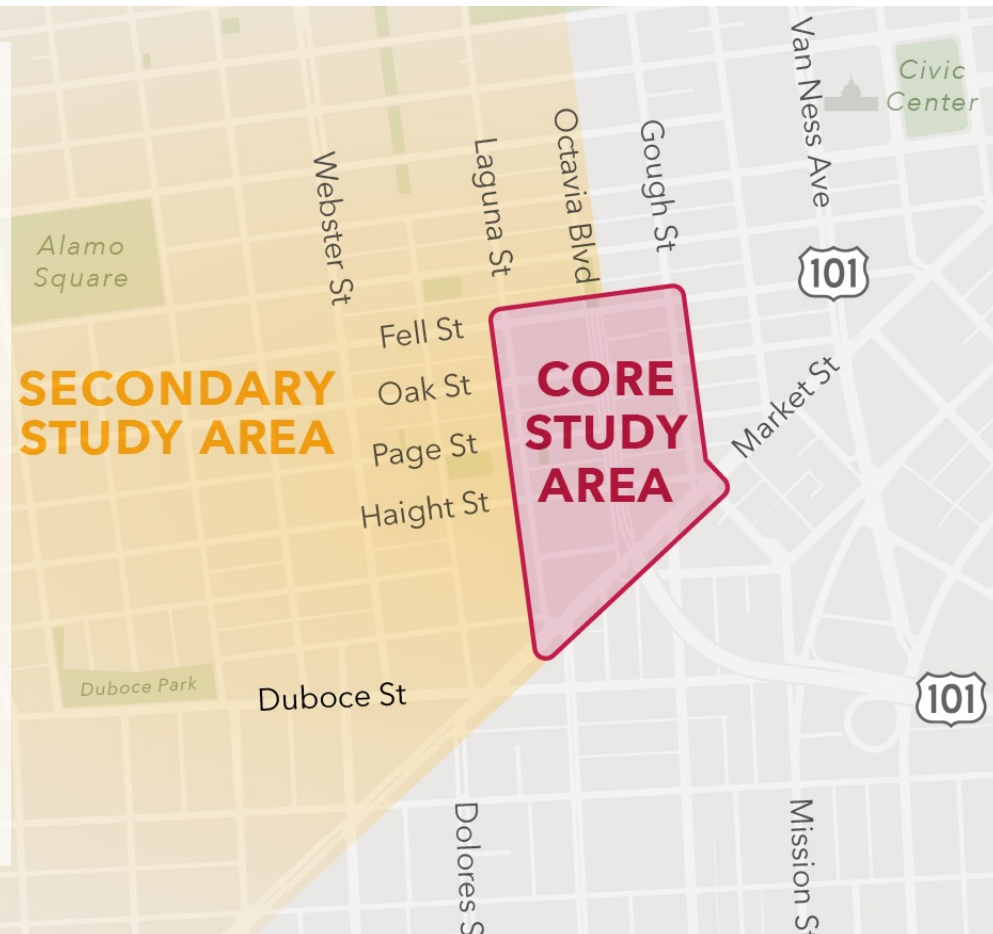 Van Ness Ave
Civic
Center
Octavia Blvd
Gough St
Laguna St
Webster St
Alamo
Square
101
Fell St
SECONDARY
STUDY AREA
Oak St
CORE
STUDY
AREA
Market St
Page St
Haight St
Duboce Park
Duboce St
101
Dolores S
Mission St